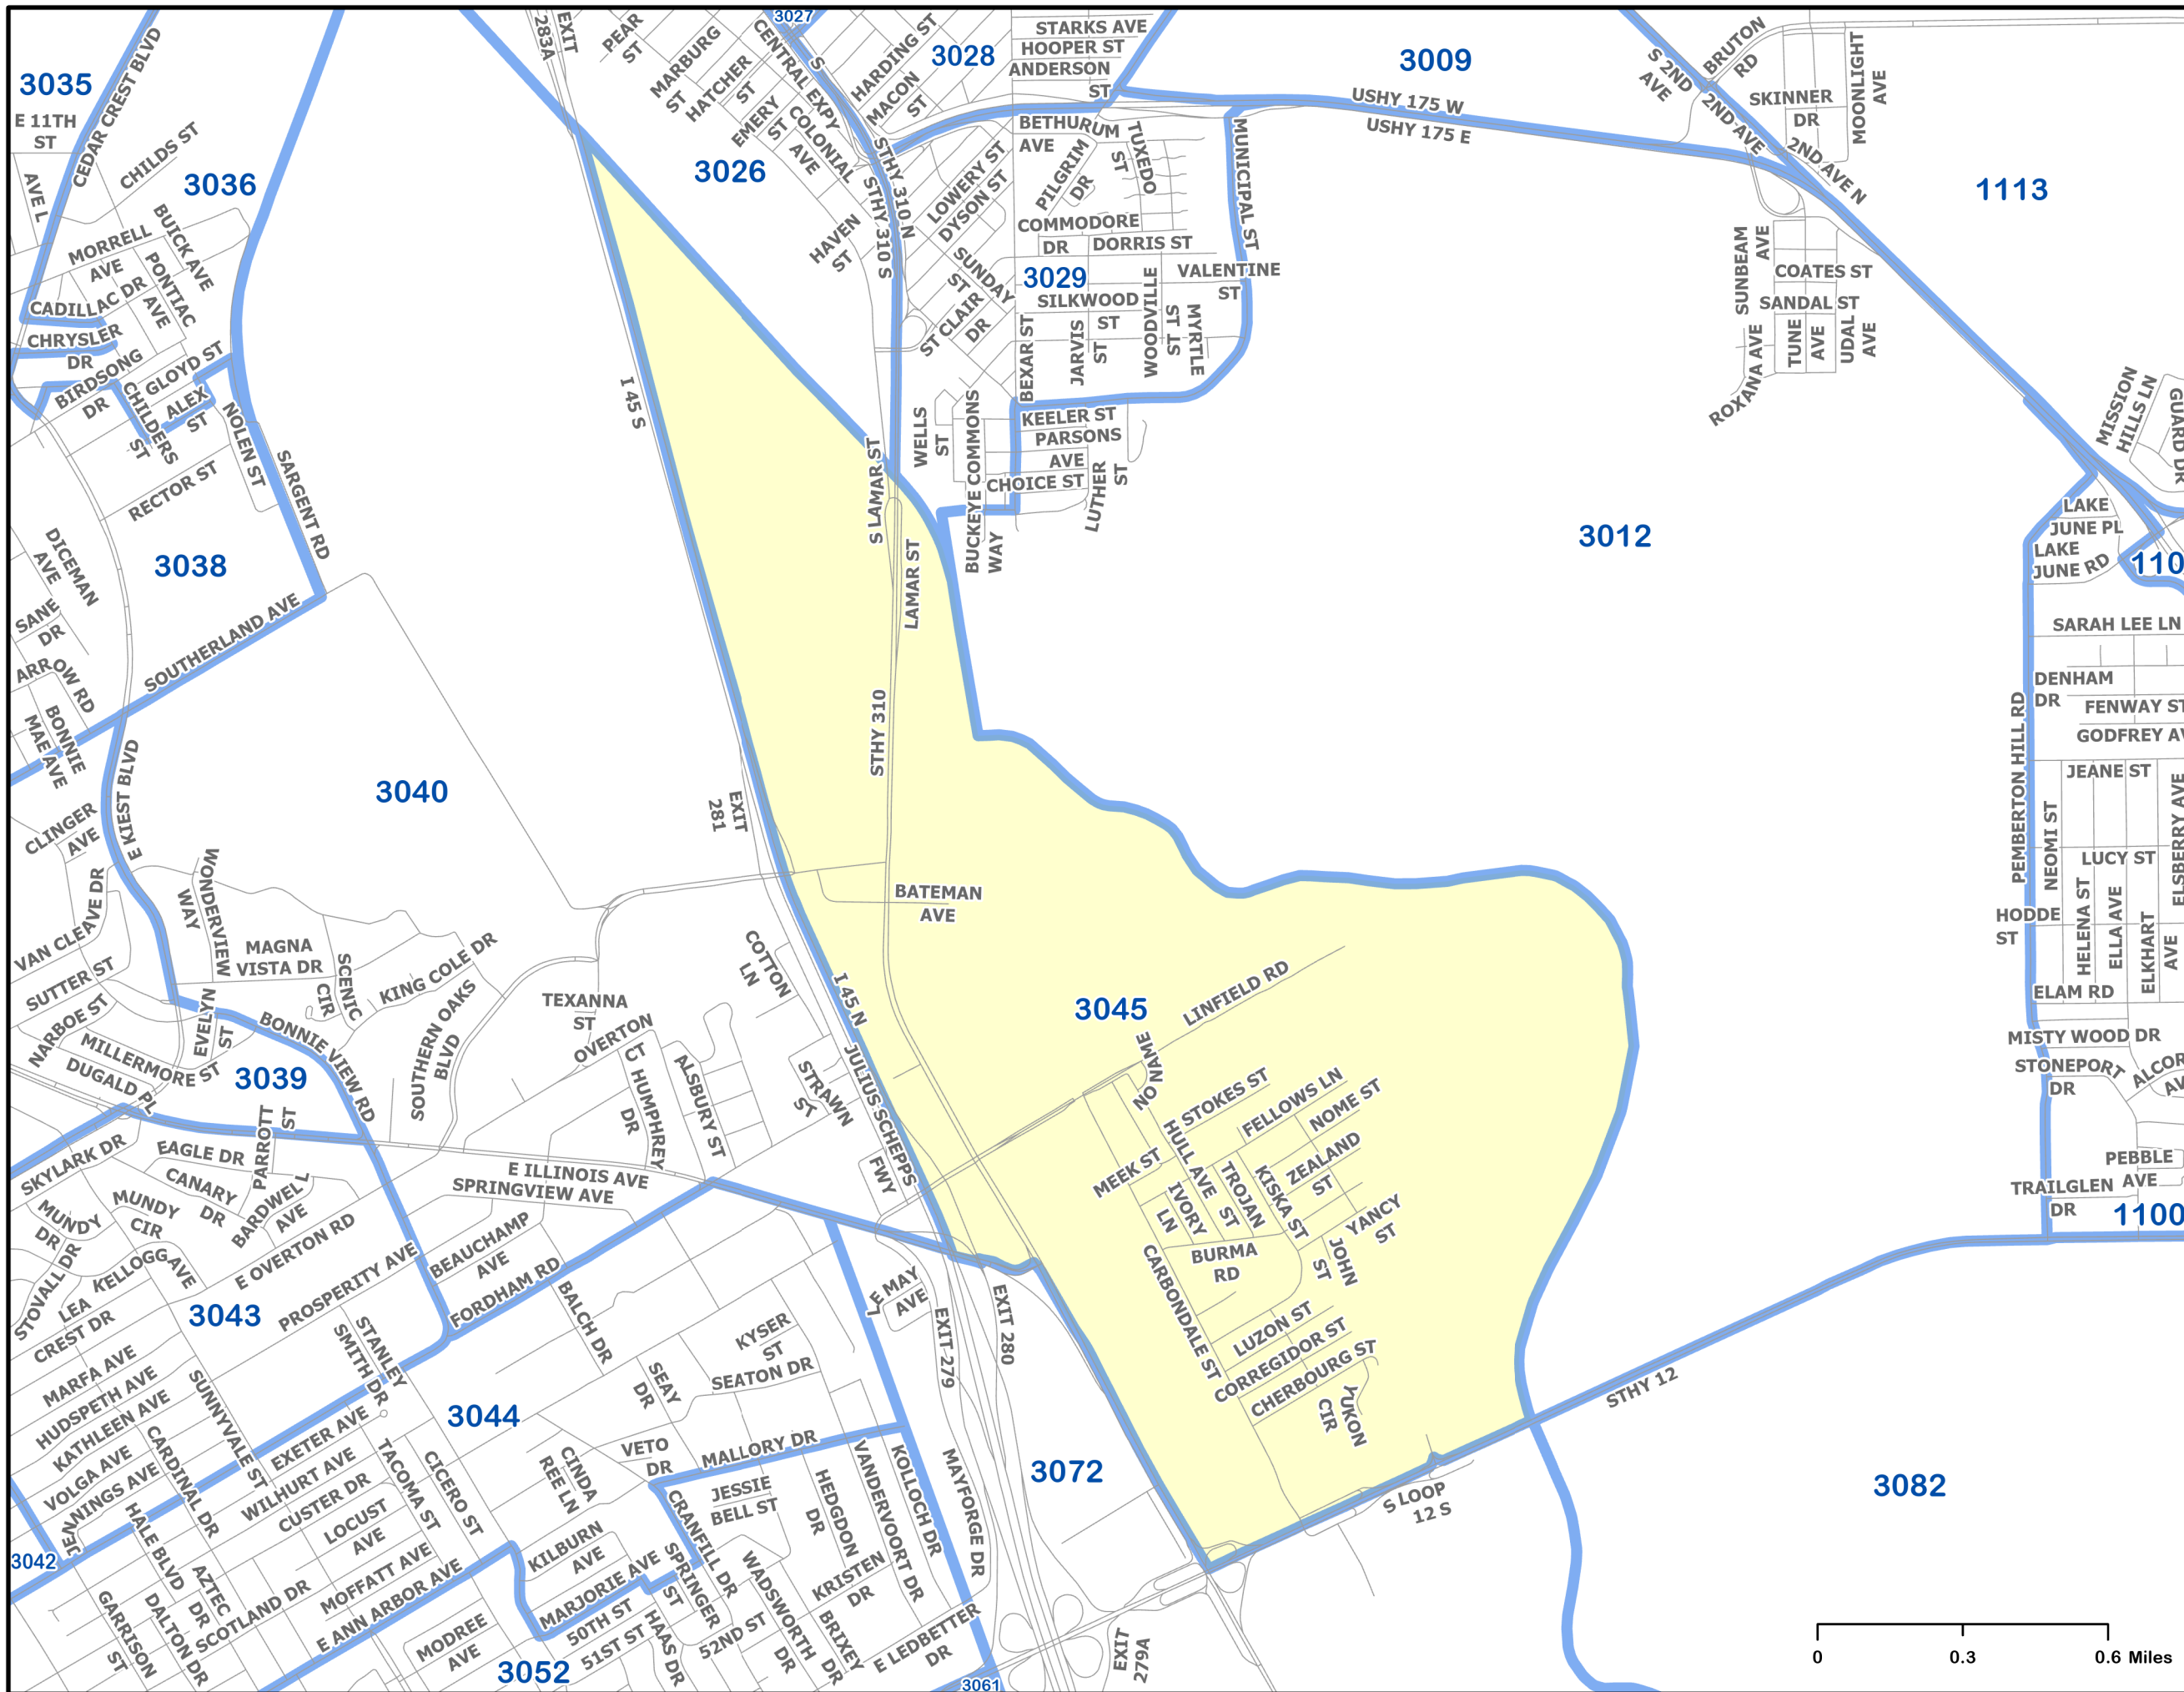 3027
EXIT
283A
PEAR
ST
MARBURG
ST
HATCHER
ST
EMERY
ST
COLONIAL
AVE
CENTRAL EXPY
S
HARDING ST
MACON
ST
3028
STARKS AVE
HOOPER ST
ANDERSON
ST
3009
S 2ND
AVE
BRUTON
RD
2ND AVE
SKINNER
DR
MOONLIGHT
AVE
3035
E 11TH
ST
CEDAR CREST BLVD
CHILDS ST
3036
AVE L
3026
USHY 175 W
USHY 175 E
2ND AVE N
1113
BETHURUM
AVE
TUXEDO
ST
PILGRIM
DR
MUNICIPAL ST
STHY 310 N
STHY 310 S
LOWERY ST
DYSON ST
HAVEN
ST
COMMODORE
DR
DORRIS ST
3029
VALENTINE
ST
SUNDAY
ST
ST CLAIR
DR
SILKWOOD
ST
BEXAR ST
JARVIS
ST
WOODVILLE
ST
MYRTLE
ST S
MORRELL
AVE
BUICK AVE
PONTIAC
AVE
CADILLAC DR
CHRYSLER
DR
BIRDSONG
DR
GLOYD ST
ALEX
ST
CHILDERS
ST
NOLEN ST
RECTOR ST
SARGENT RD
SUNBEAM
AVE
COATES ST
SANDAL ST
TUNE
AVE
UDAL
AVE
ROXANA AVE
MISSION
HILLS LN
GUARD DR
I 45 S
S LAMAR ST
WELLS
ST
BUCKEYE COMMONS
WAY
KEELER ST
PARSONS
AVE
CHOICE ST
LUTHER
ST
LAMAR ST
3012
LAKE
JUNE PL
LAKE
JUNE RD
110
3038
DICEMAN
AVE
SANE
DR
ARROW RD
BONNIE
MAE AVE
SOUTHERLAND AVE
SARAH LEE LN
DENHAM
DR
FENWAY ST
GODFREY AV
JEANE ST
PEMBERTON HILL RD
NEOMI ST
LUCY ST
ELSBERRY AVE
HODDE
ST
HELENA ST
ELLA AVE
ELKHART
AVE
ELAM RD
MISTY WOOD DR
STONEPORT
DR
ALCOR
AV
PEBBLE
AVE
TRAILGLEN
DR
1100
STHY 310
3040
E KIEST BLVD
CLINGER
AVE
EXIT
281
WONDERVIEW
WAY
VAN CLEAVE DR
SUTTER ST
NARBOE ST
MAGNA
VISTA DR
SCENIC
CIR
KING COLE DR
BATEMAN
AVE
COTTON
LN
I 45 N
TEXANNA
ST
OVERTON
CT
SOUTHERN OAKS
BLVD
EVELYN
ST
BONNIE VIEW RD
MILLERMORE ST
DUGALD PL
3039
HUMPHREY
DR
ALSBURY ST
STRAWN
ST
JULIUS SCHEPPS
FWY
3045
LINFIELD RD
NO NAME
STOKES ST
FELLOWS LN
NOME ST
HULL AVE
ST
MEEK ST
IVORY
LN
TROJAN
KISKA ST
ZEALAND
ST
YANCY
ST
BURMA
RD
JOHN
ST
CARBONDALE ST
LUZON ST
CORREGIDOR ST
CHERBOURG ST
YUKON
CIR
SKYLARK DR
EAGLE DR
PARROTT
ST
CANARY
DR
BARDWELL
AVE
MUNDY
DR
MUNDY
CIR
STOVALL DR
KELLOGG AVE
LEA
CREST DR
E OVERTON RD
E ILLINOIS AVE
SPRINGVIEW AVE
PROSPERITY AVE
BEAUCHAMP
AVE
FORDHAM RD
3043
BALCH DR
KYSER
ST
SEATON DR
SEAY
DR
E MAY
AVE
L
EXIT 279
EXIT 280
MARFA AVE
HUDSPETH AVE
KATHLEEN AVE
VOLGA AVE
JENNINGS AVE
SUNNYVALE ST
STANLEY
SMITH DR
3044
EXETER AVE
WILHURT AVE
CUSTER DR
LOCUST
AVE
MOFFATT AVE
E ANN ARBOR AVE
SCOTLAND DR
CARDINAL DR
HALE BLVD
AZTEC
DR
DALTON DR
GARRISON
ST
JE
3042
TACOMA ST
CICERO ST
CINDA
REE LN
VETO
DR
MALLORY DR
JESSIE
BELL ST
CRANFILL DR
HEDGDON
DR
VANDERVOORT DR
KOLLOCH DR
MAYFORGE DR
3072
KILBURN
AVE
MARJORIE AVE
SPRINGER
ST
50TH ST
51ST ST
HAAS DR
52ND ST
WADSWORTH
DR
BRIXEY
DR
KRISTEN
DR
E LEDBETTER
DR
MODREE
AVE
3052
3061
EXIT
279A
S LOOP
12 S
STHY 12
3082
0
0.3
0.6 Miles